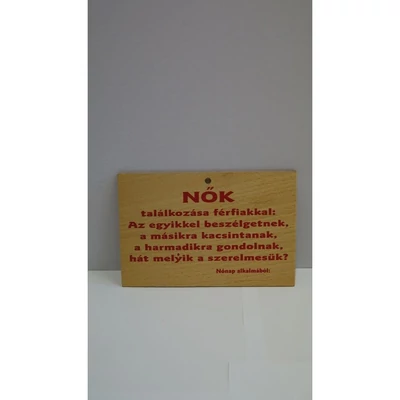 NŐK
találkozása férfiakkal:
Az egyikkel beszélgetnek,
a másikra kacsintanak,
a harmadikra gondolnak,
hát melyik a szerelmesük?
Nőnap alkalmából: